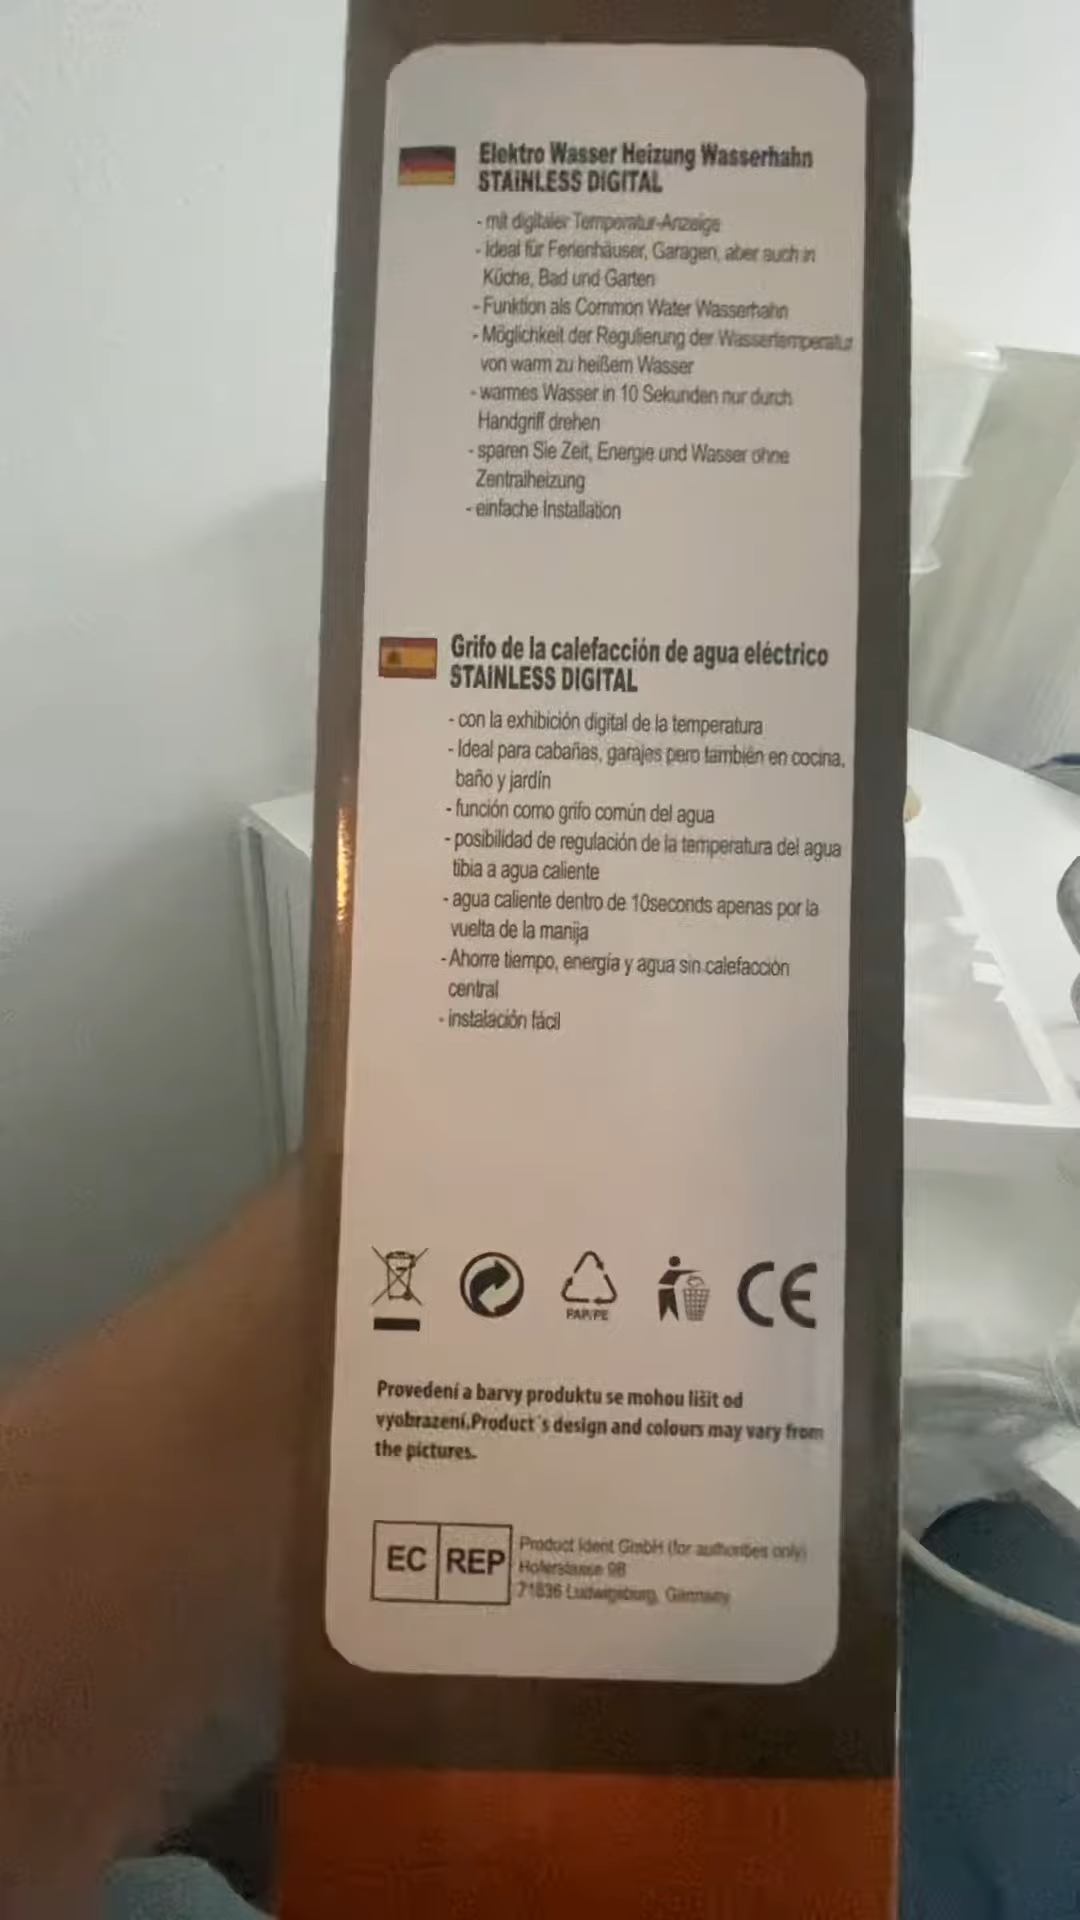 Elektro Wasser Heizung Wasserhahn
STAINLESS DIGITAL
- mit digitaler Temperatur-Anzeige
- Ideal für Ferienhäuser, Garagen, aber auch in
Küche, Bad und Garten
- Funktion als Common Water Wasserhahn
- Möglichkeit der Regulierung der Wassertemperatur
von warm zu heißem Wasser
- warmes Wasser in 10 Sekunden nur durch
Handgriff drehen
- sparen Sie Zeit, Energie und Wasser ohne
Zentralheizung
- einfache Installation
Grifo de la calefacción de agua eléctrico
STAINLESS DIGITAL
- con la exhibición digital de la temperatura
- Ideal para cabañas, garajes pero también en cocina,
baño y jardín
- función como grifo común del agua
- posibilidad de regulación de la temperatura del agua
tibia a agua caliente
- agua caliente dentro de 10seconds apenas por la
vuelta de la manija
- Ahorre tiempo, energía y agua sin calefacción
central
- instalación fácil
PAP/PE
CE
Provedení a barvy produktu se mohou lišit od
vyobrazení.Product´s design and colours may vary from
the pictures.
EC REP
Product Ident GmbH (for authorities only)
71636 Ludwigsburg, Germany